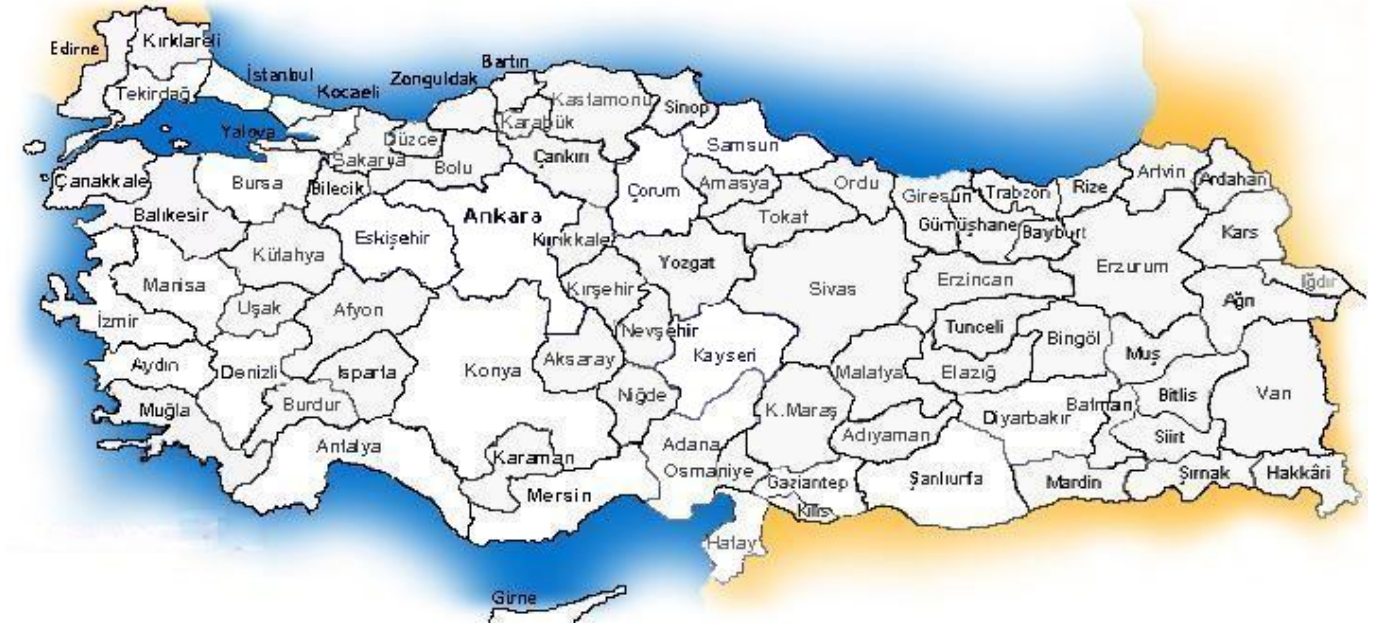 Edirne
Kırklareli
Tekirdağ
İstanbul
Kocaeli
Yalova
Zonguldak
Bartın
Kastamonu
Karabük
Sinop
Düzce
Sakarya
Bolu
Çankırı
Samsun
Çanakkale
Bursa
Bilecik
Çorum
Amasya
Ordu
Giresun
Trabzon
Rize
Artvin
Ardahan
Balıkesir
Ankara
Tokat
Gümüşhane
Bayburt
Kars
Kütahya
Eskişehir
Kırıkkale
Yozgat
Sivas
Erzincan
Erzurum
Iğdır
Manisa
Uşak
Afyon
Kırşehir
Ağrı
İzmir
Nevşehir
Tunceli
Bingöl
Muş
Aydın
Denizli
Isparta
Konya
Aksaray
Kayseri
Malatya
Elazığ
Bitlis
Van
Muğla
Burdur
Niğde
K.Maraş
Diyarbakır
Batman
Antalya
Karaman
Adana
Adıyaman
Siirt
Mersin
Osmaniye
Gaziantep
Şanlıurfa
Mardin
Şırnak
Hakkâri
Kilis
Hatay
Girne